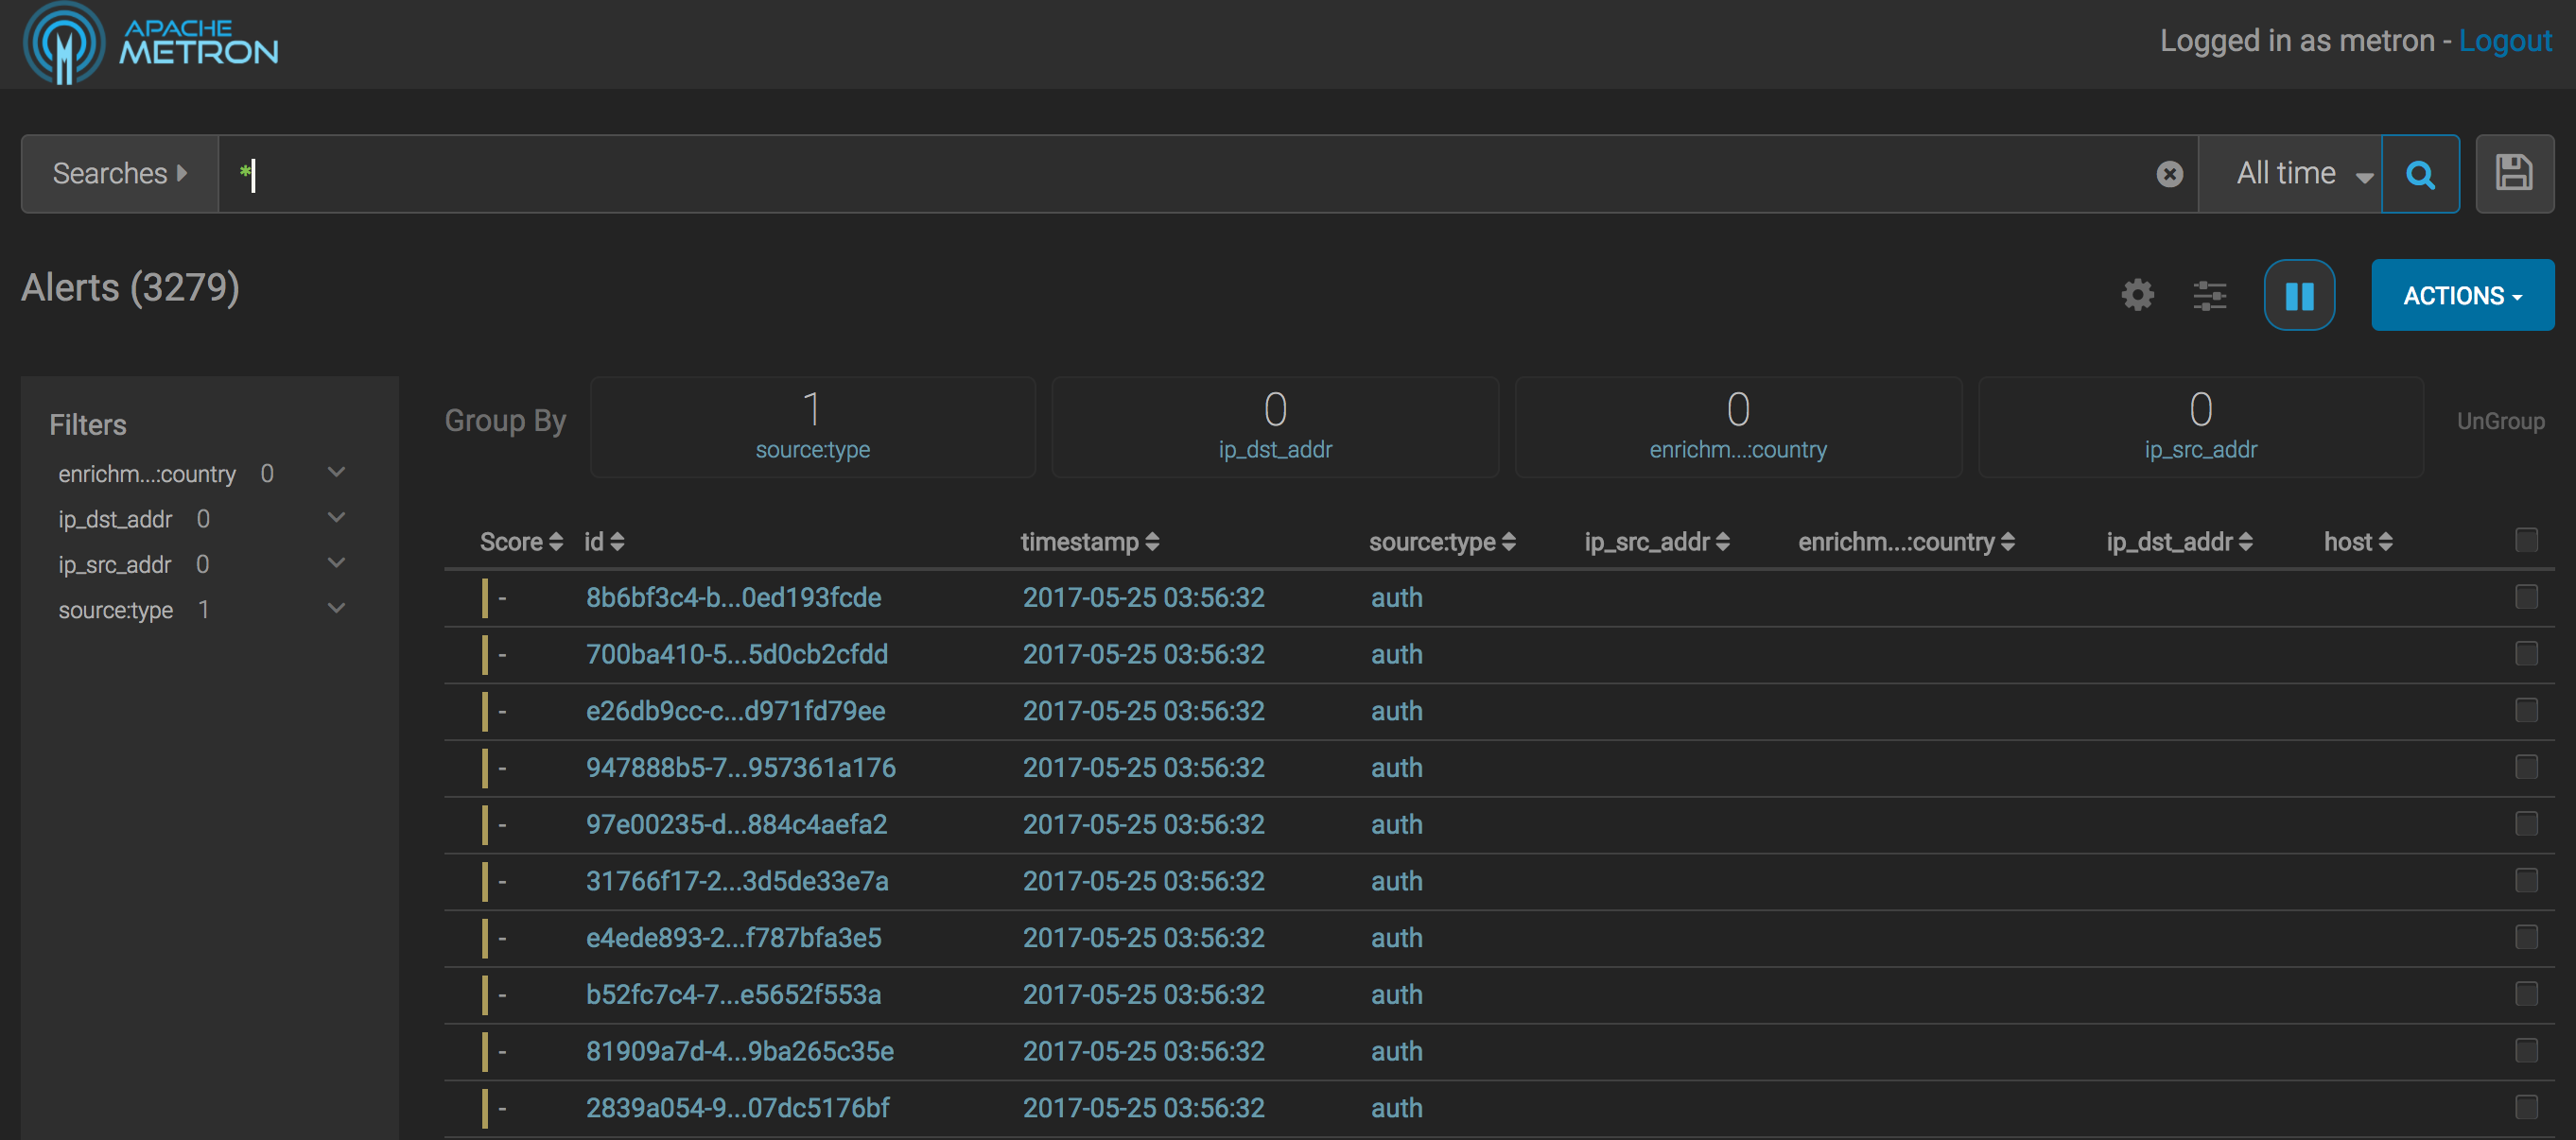 APACHE
METRON
Logged in as metron - Logout
Searches
*
All time
Alerts (3279)
ACTIONS
Filters
enrichm...:country 0
ip_dst_addr 0
ip_src_addr 0
source:type 1
Group By
1
source:type
0
ip_dst_addr
0
enrichm...:country
0
ip_src_addr
UnGroup
Score id timestamp source:type ip_src_addr enrichm...:country ip_dst_addr host
- 8b6bf3c4-b...0ed193fcde 2017-05-25 03:56:32 auth
- 700ba410-5...5d0cb2cfdd 2017-05-25 03:56:32 auth
- e26db9cc-c...d971fd79ee 2017-05-25 03:56:32 auth
- 947888b5-7...957361a176 2017-05-25 03:56:32 auth
- 97e00235-d...884c4aefa2 2017-05-25 03:56:32 auth
- 31766f17-2...3d5de33e7a 2017-05-25 03:56:32 auth
- e4ede893-2...f787bfa3e5 2017-05-25 03:56:32 auth
- b52fc7c4-7...e5652f553a 2017-05-25 03:56:32 auth
- 81909a7d-4...9ba265c35e 2017-05-25 03:56:32 auth
- 2839a054-9...07dc5176bf 2017-05-25 03:56:32 auth